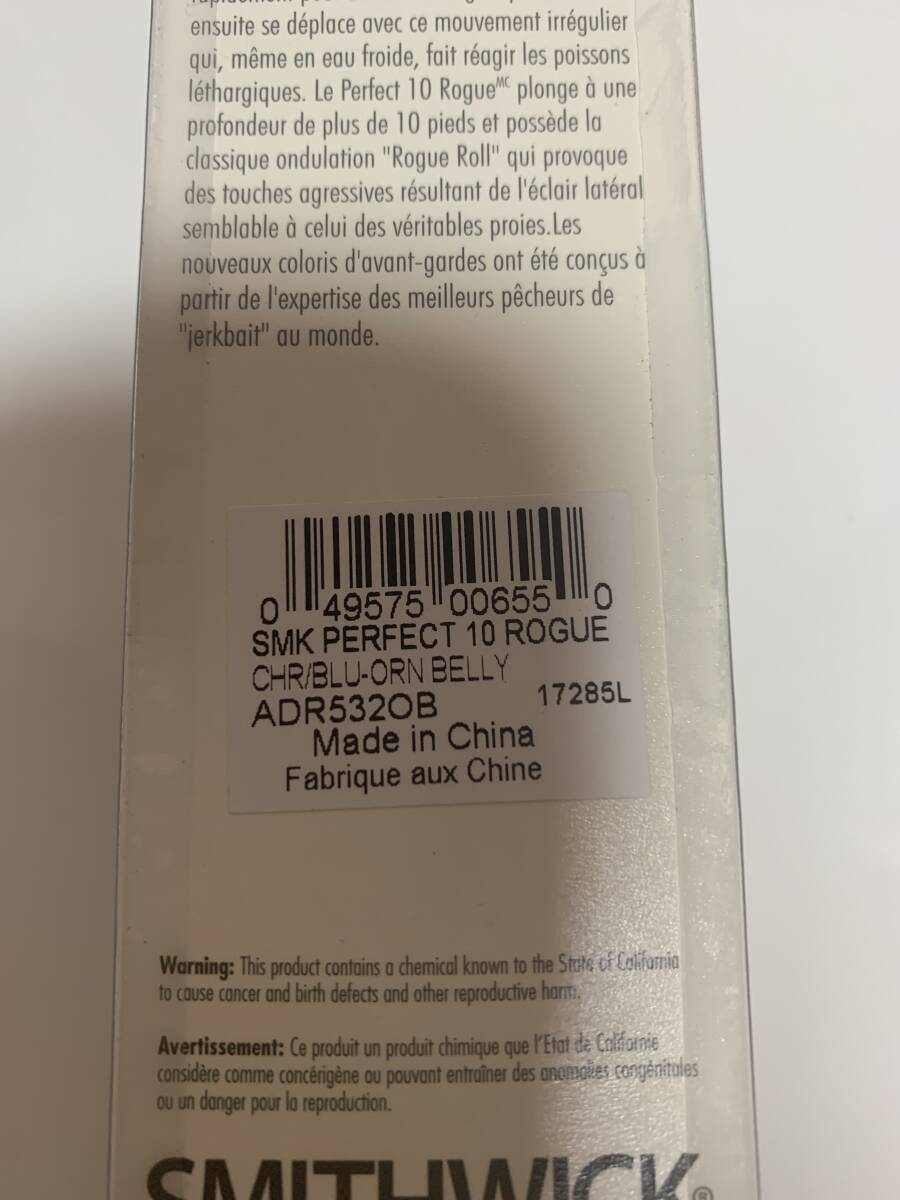 ensuite se déplace avec ce mouvement irrégulier
qui, même en eau froide, fait réagir les poissons
léthargiques. Le Perfect 10 Rogueᴹᶜ plonge à une
profondeur de plus de 10 pieds et possède la
classique ondulation "Rogue Roll" qui provoque
des touches agressives résultant de l'éclair latéral
semblable à celui des véritables proies.Les
nouveaux coloris d'avant-gardes ont été conçus à
partir de l'expertise des meilleurs pêcheurs de
"jerkbait" au monde.
0 49575 00655 0
SMK PERFECT 10 ROGUE
CHR/BLU-ORN BELLY
ADR532OB 17285L
Made in China
Fabrique aux Chine
Warning: This product contains a chemical known to the State of California
to cause cancer and birth defects and other reproductive harm.
Avertissement: Ce produit un produit chimique que l'Etat de Californie
considère comme concérigène ou pouvant entraîner des anomalies congénitales
ou un danger pour la reproduction.
SMITHWICK®